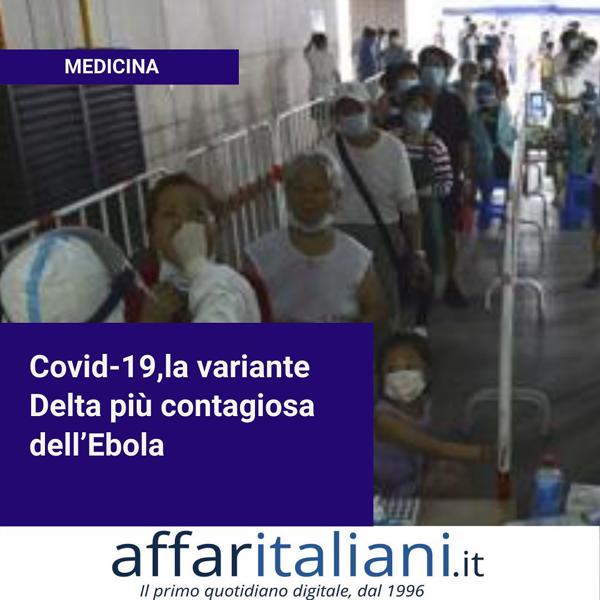 MEDICINA
Covid-19,la variante
Delta più contagiosa
dell’Ebola
affaritaliani.it
Il primo quotidiano digitale, dal 1996